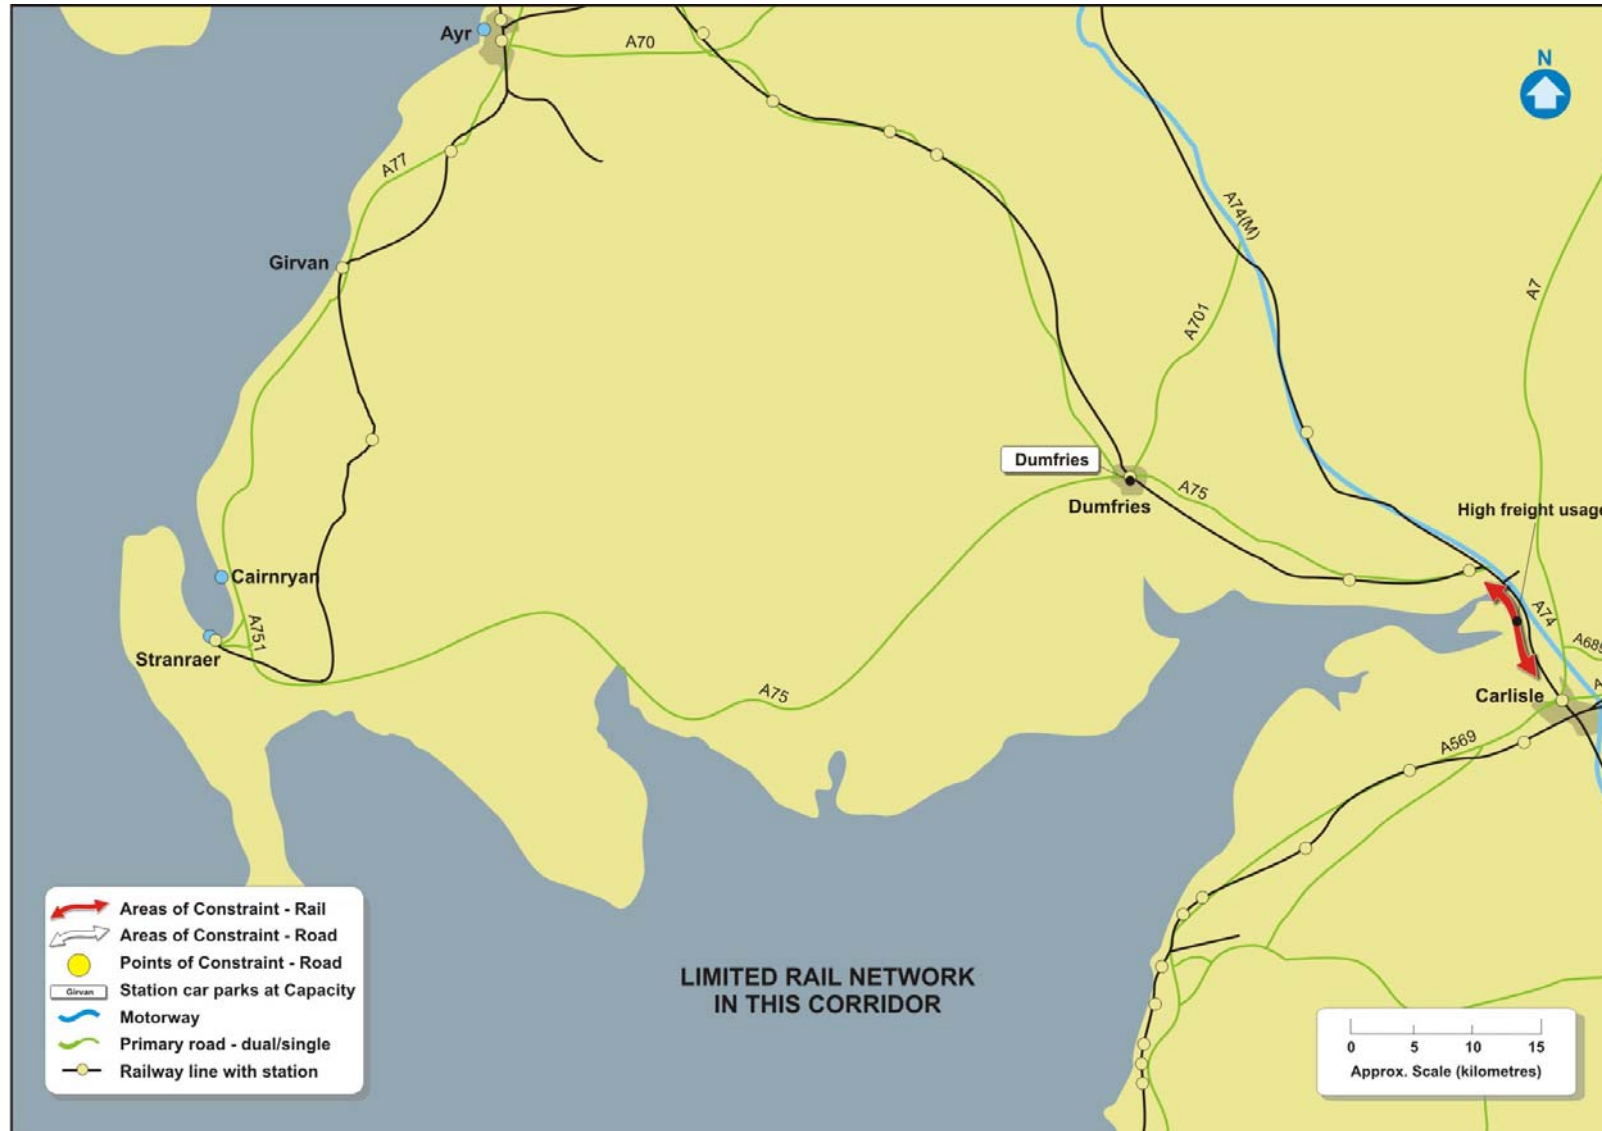 Ayr
A70
N
A77
A74(M)
Girvan
A7
A701
Dumfries
A75
Dumfries
High freight usage
Cairnryan
A751
A74
A689
Stranraer
A75
Carlisle
A
A569
Areas of Constraint - Rail
Areas of Constraint - Road
Points of Constraint - Road
Girvan
Station car parks at Capacity
Motorway
Primary road - dual/single
Railway line with station
LIMITED RAIL NETWORK
IN THIS CORRIDOR
0 5 10 15
Approx. Scale (kilometres)